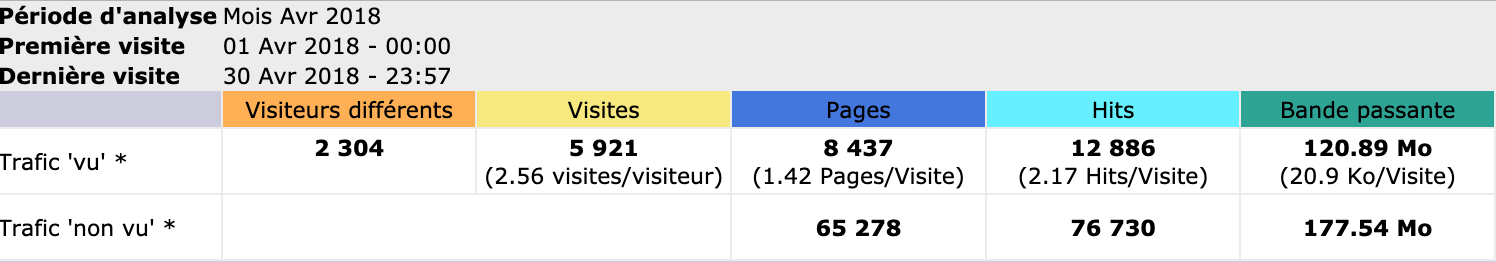 Période d'analyse Mois Avr 2018
Première visite 01 Avr 2018 - 00:00
Dernière visite 30 Avr 2018 - 23:57
Visiteurs différents Visites Pages Hits Bande passante
Trafic 'vu' * 2 304 5 921 8 437 12 886 120.89 Mo
(2.56 visites/visiteur) (1.42 Pages/Visite) (2.17 Hits/Visite) (20.9 Ko/Visite)
Trafic 'non vu' * 65 278 76 730 177.54 Mo